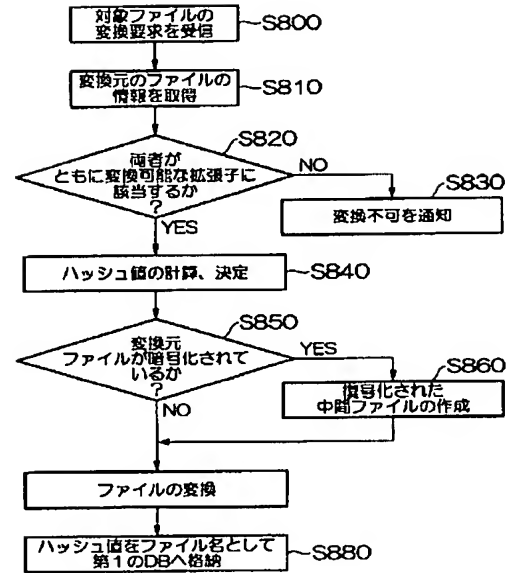 対象ファイルの
変換要求を受信
S800
変換元のファイルの
情報を取得
S810
両者が
ともに変換可能な拡張子に
該当するか
?
S820
NO
YES
変換不可を通知
S830
ハッシュ値の計算、決定
S840
変換元
ファイルが暗号化されて
いるか
?
S850
YES
NO
復号化された
中間ファイルの作成
S860
ファイルの変換
ハッシュ値をファイル名として
第1のDBへ格納
S880